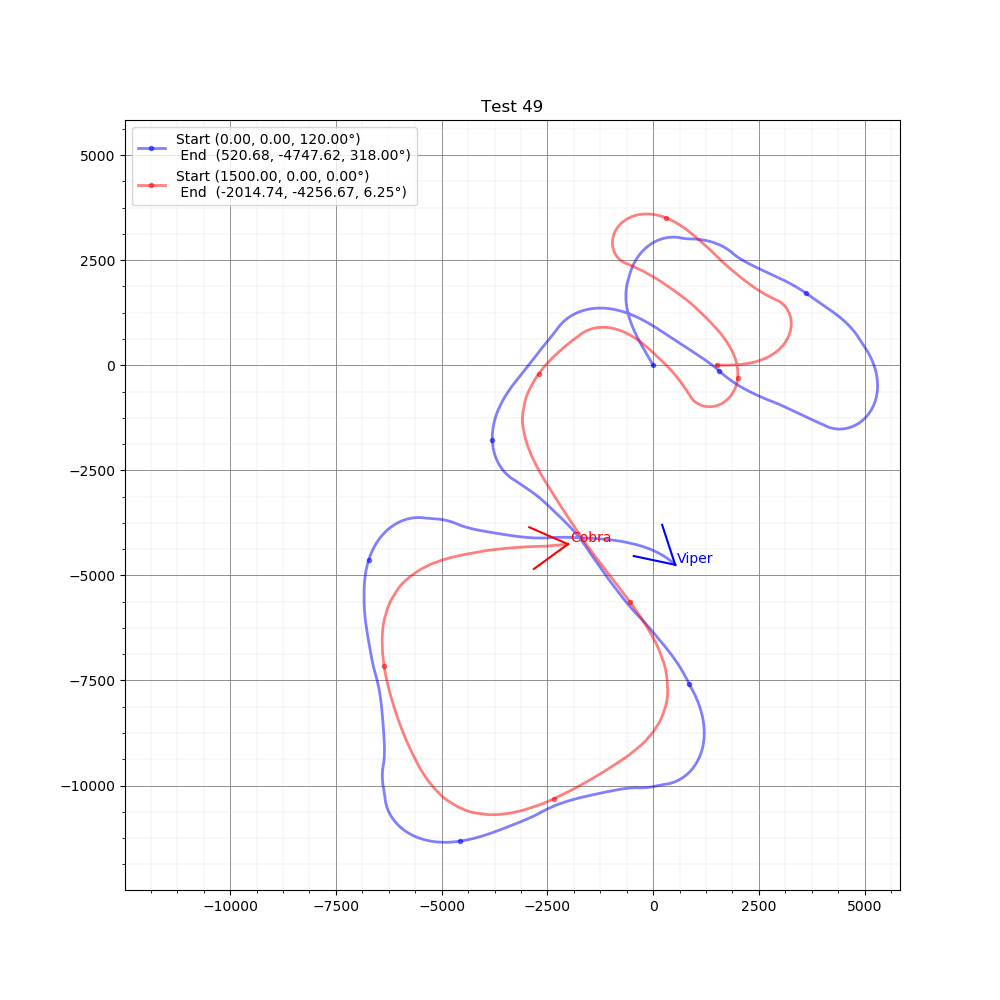 Test 49
Start (0.00, 0.00, 120.00°)
End (520.68, -4747.62, 318.00°)
Start (1500.00, 0.00, 0.00°)
End (-2014.74, -4256.67, 6.25°)
5000
2500
0
−2500
−5000
−7500
−10000
Cobra
Viper
−10000 −7500 −5000 −2500 0 2500 5000